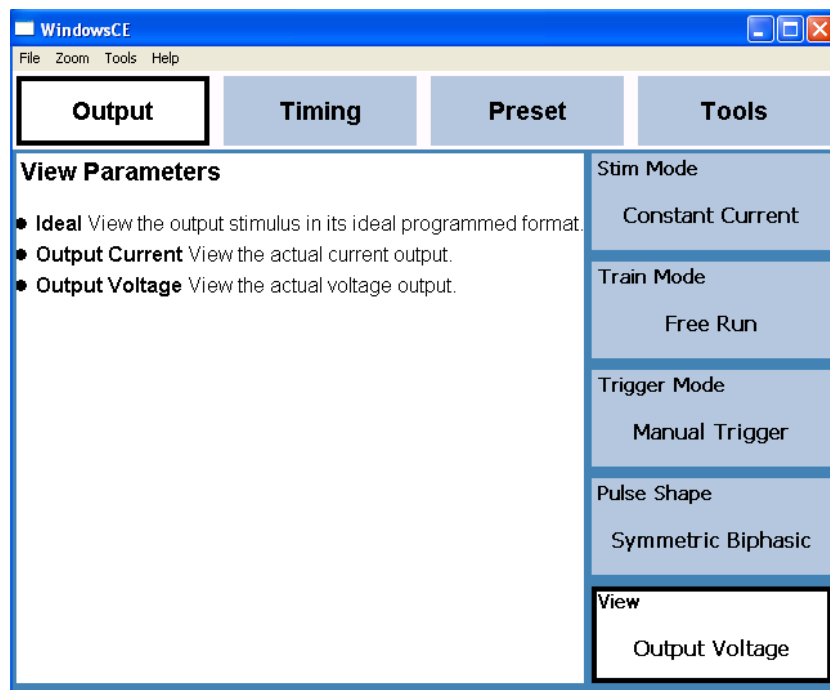 WindowsCE
File Zoom Tools Help
Output Timing Preset Tools
View Parameters
● Ideal View the output stimulus in its ideal programmed format.
● Output Current View the actual current output.
● Output Voltage View the actual voltage output.
Stim Mode
Constant Current
Train Mode
Free Run
Trigger Mode
Manual Trigger
Pulse Shape
Symmetric Biphasic
View
Output Voltage